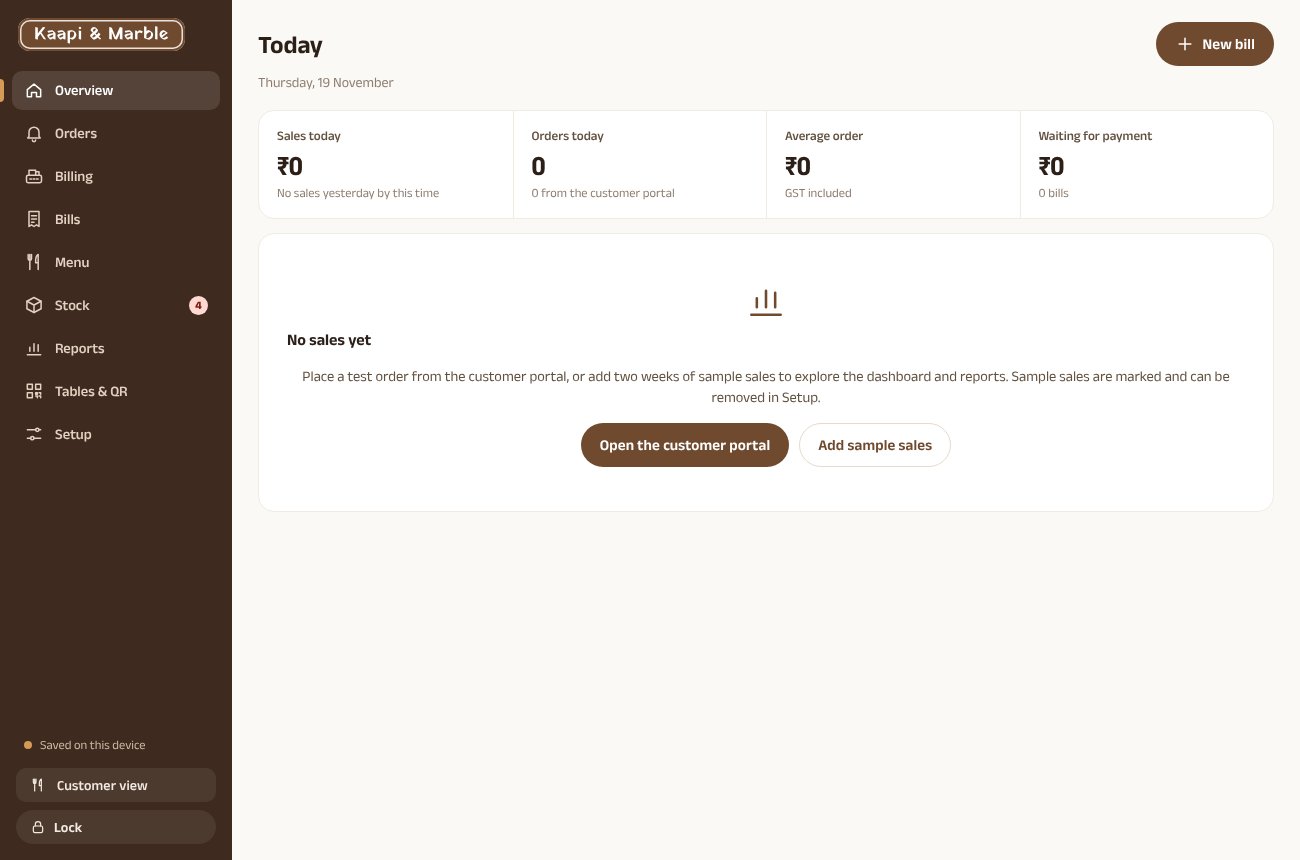 Kaapi & Marble
Overview
Orders
Billing
Bills
Menu
Stock
4
Reports
Tables & QR
Setup
Saved on this device
Customer view
Lock
Today
New bill
Thursday, 19 November
Sales today
₹0
No sales yesterday by this time
Orders today
0
0 from the customer portal
Average order
₹0
GST included
Waiting for payment
₹0
0 bills
No sales yet
Place a test order from the customer portal, or add two weeks of sample sales to explore the dashboard and reports. Sample sales are marked and can be
removed in Setup.
Open the customer portal
Add sample sales